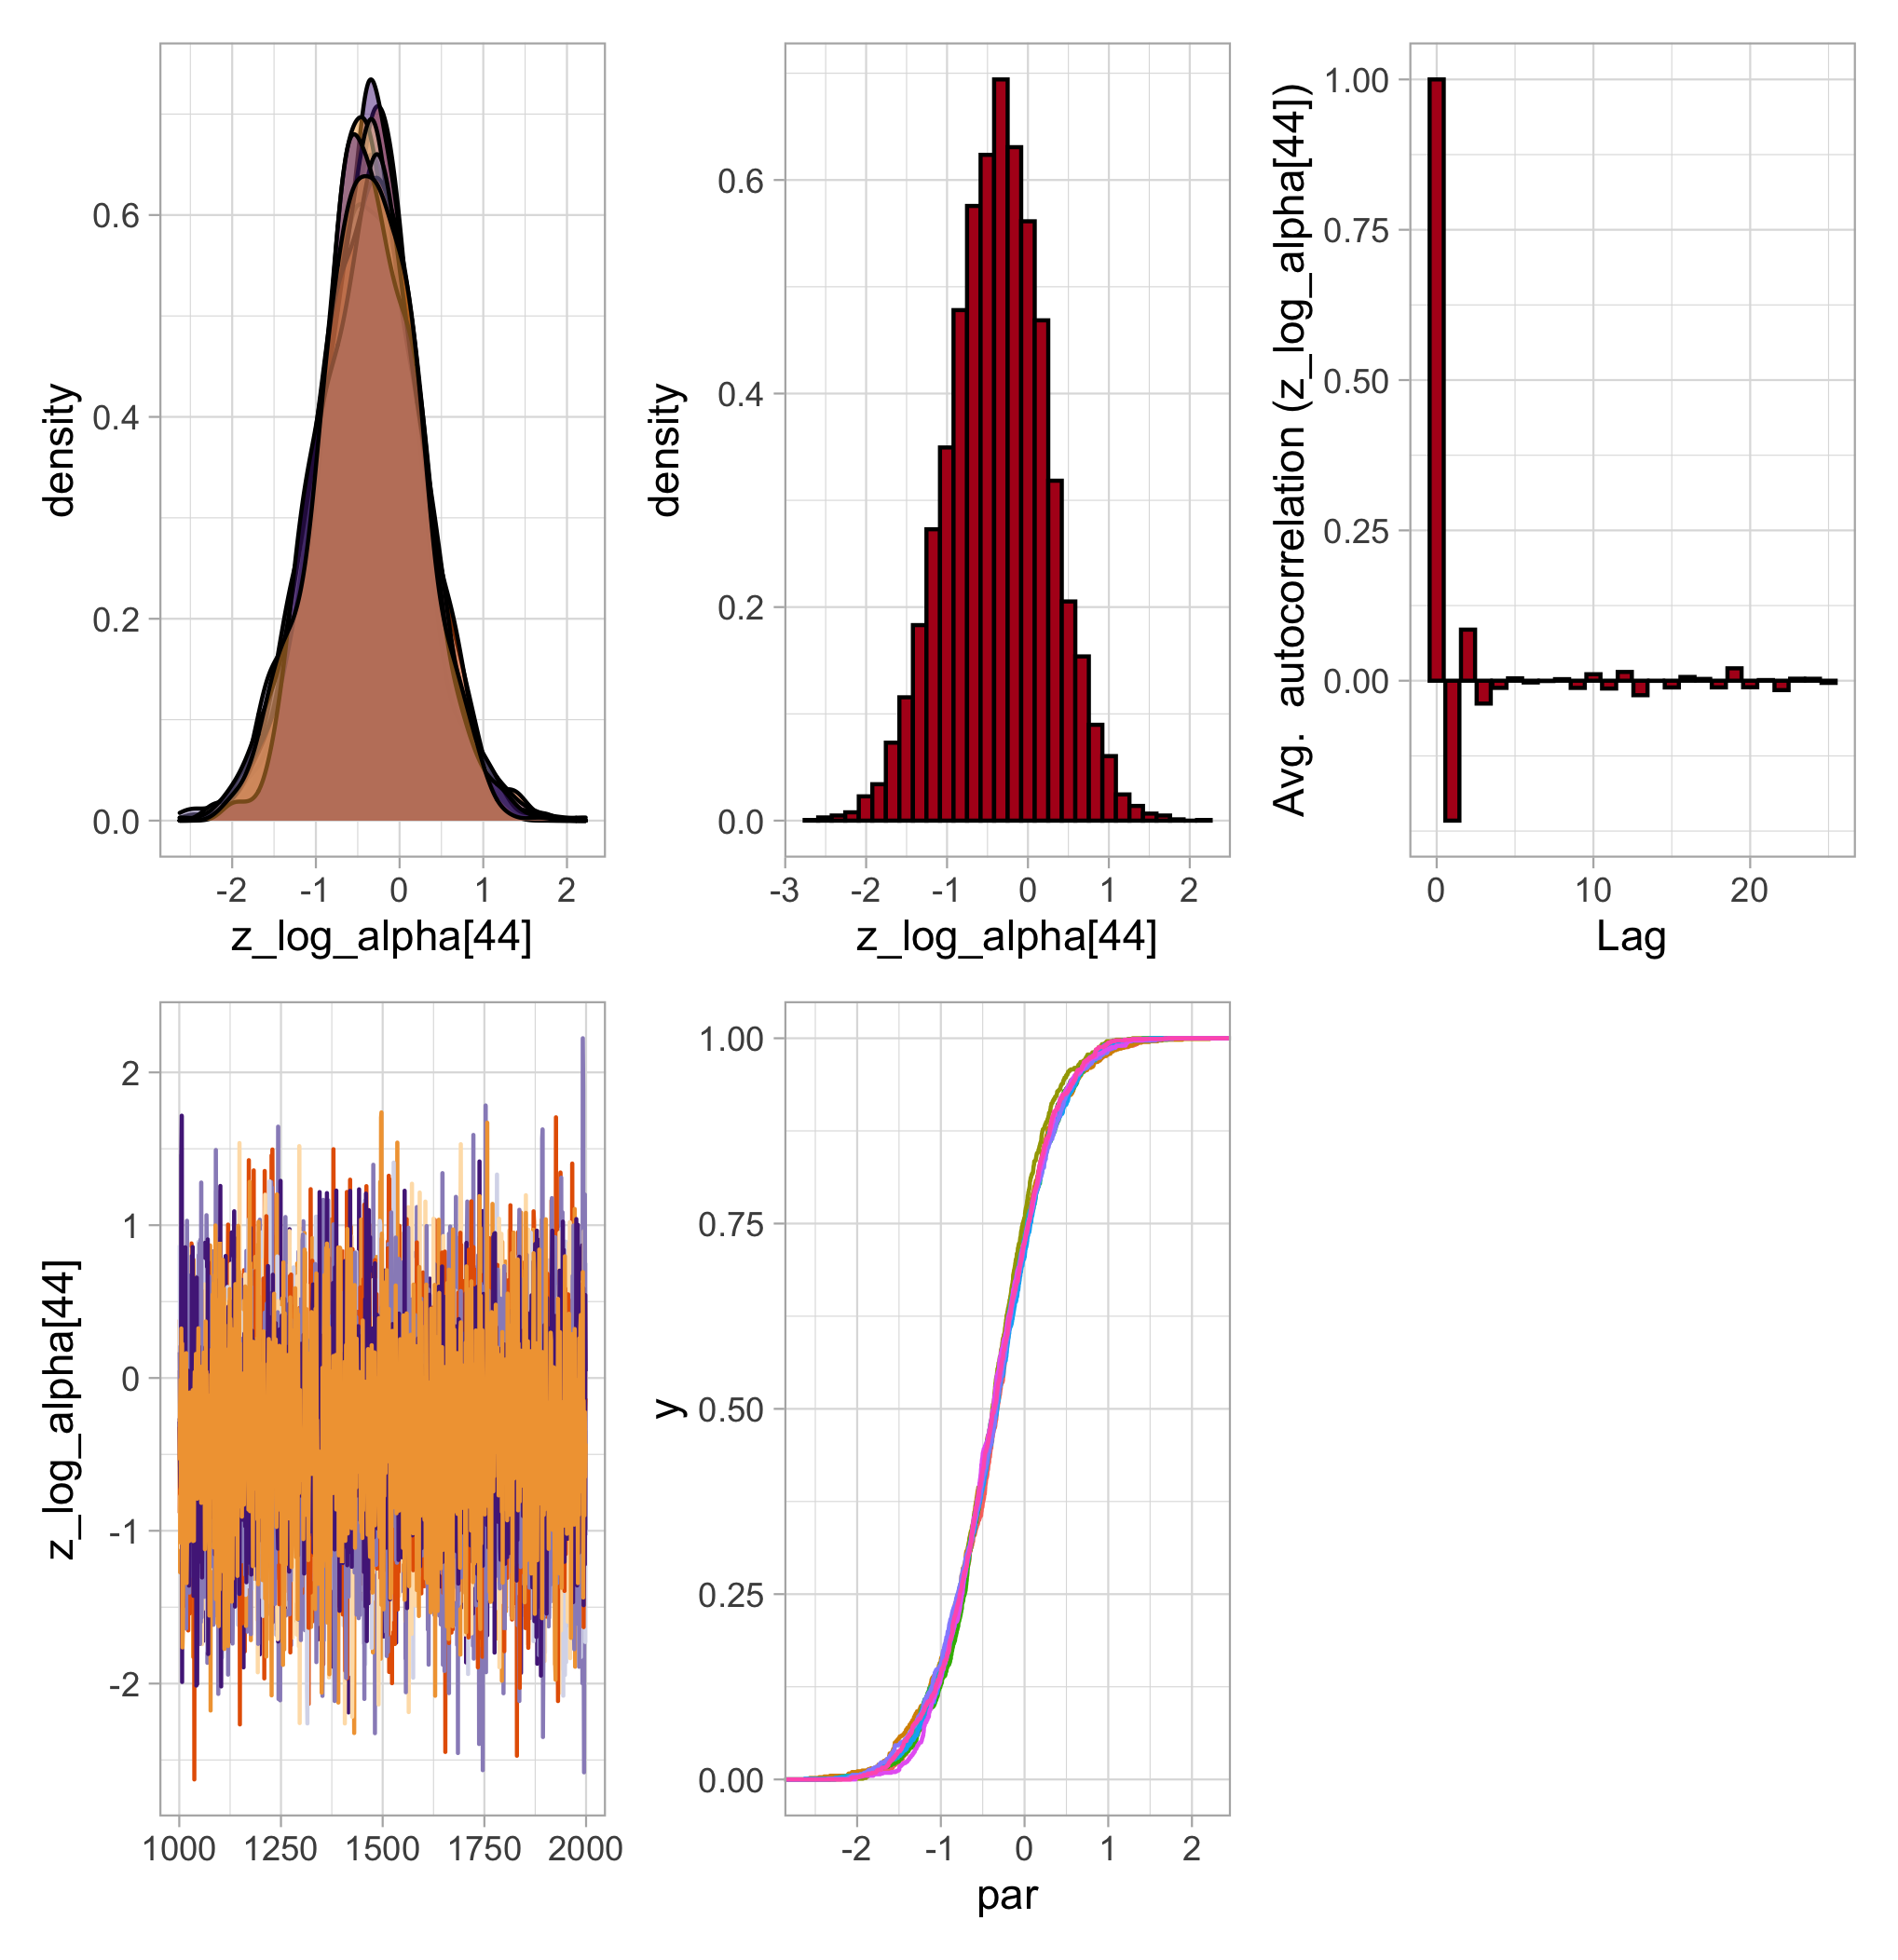 density
0.6
0.4
0.2
0.0
-2 -1 0 1 2
z_log_alpha[44]
density
0.6
0.4
0.2
0.0
-3 -2 -1 0 1 2
z_log_alpha[44]
Avg. autocorrelation (z_log_alpha[44])
1.00
0.75
0.50
0.25
0.00
0 10 20
Lag
z_log_alpha[44]
2
1
0
-1
-2
1000 1250 1500 1750 2000
y
1.00
0.75
0.50
0.25
0.00
-2 -1 0 1 2
par